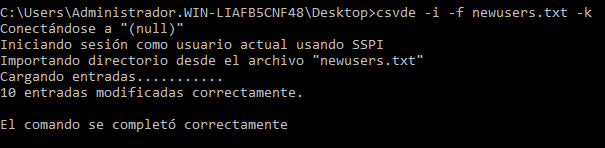 C:\Users\Administrador.WIN-LIAFB5CNF48\Desktop>csvde -i -f newusers.txt -k
Conectándose a "(null)"
Iniciando sesión como usuario actual usando SSPI
Importando directorio desde el archivo "newusers.txt"
Cargando entradas...........
10 entradas modificadas correctamente.
El comando se completó correctamente